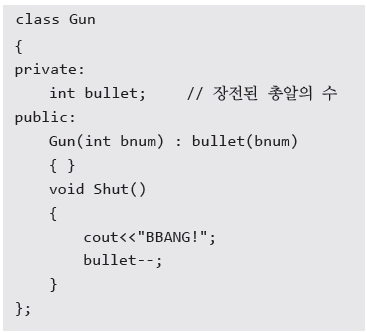 class Gun
{
private:
    int bullet;    // 장전된 총알의 수
public:
    Gun(int bnum) : bullet(bnum)
    { }
    void Shut()
    {
        cout<<"BBANG!";
        bullet--;
    }
};